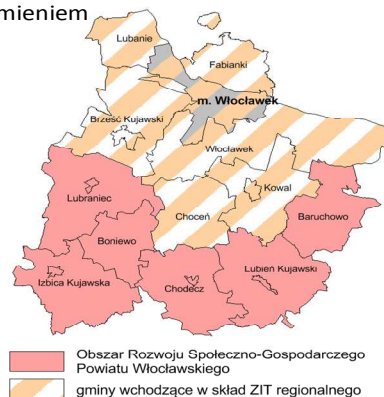 mieniem
Lubanie
Fabianki
m. Włocławek
Brześć Kujawski
Włocławek
Kowal
Lubraniec
Choceń
Baruchowo
Boniewo
Lubień Kujawski
Izbica Kujawska
Chodecz
Obszar Rozwoju Społeczno-Gospodarczego
Powiatu Włocławskiego
gminy wchodzące w skład ZIT regionalnego